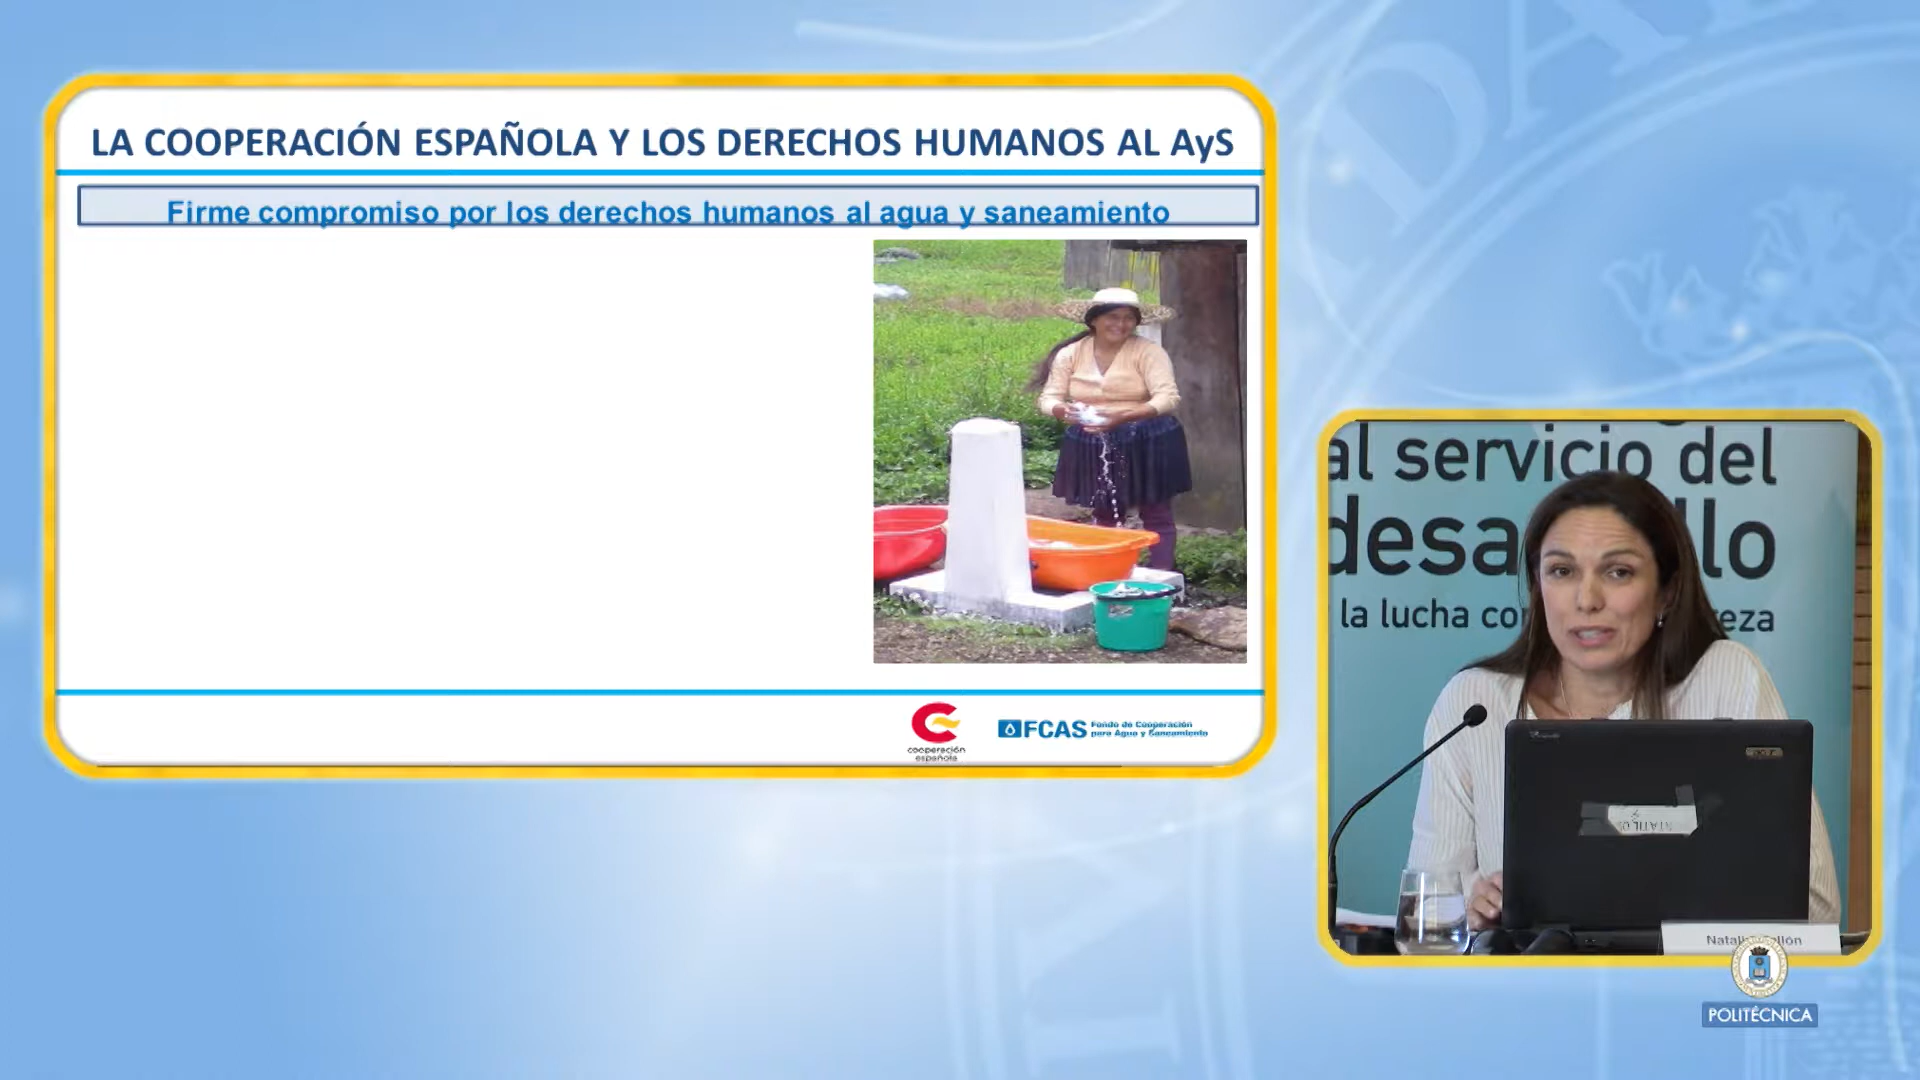 LA COOPERACIÓN ESPAÑOLA Y LOS DERECHOS HUMANOS AL AyS
Firme compromiso por los derechos humanos al agua y saneamiento
cooperación
española
FCAS Fondo de Cooperación
para Agua y Saneamiento
al servicio del
desa llo
la lucha co eza
acer
POLITÉCNICA